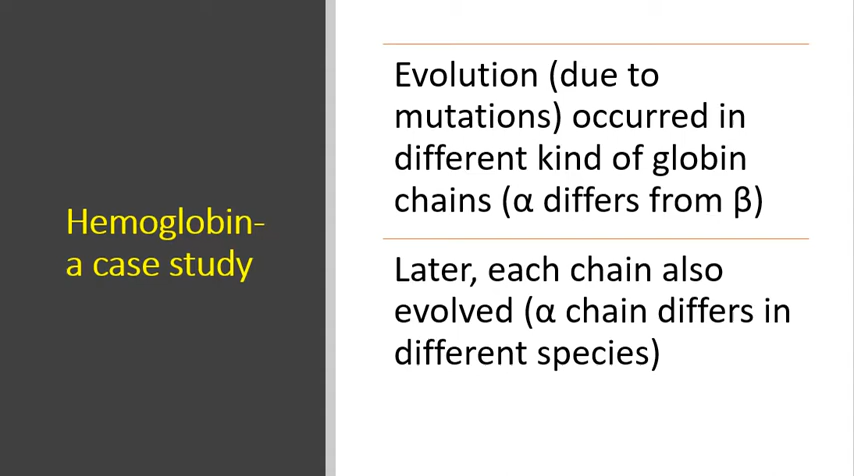 Hemoglobin-
a case study
Evolution (due to
mutations) occurred in
different kind of globin
chains (α differs from β)
Later, each chain also
evolved (α chain differs in
different species)